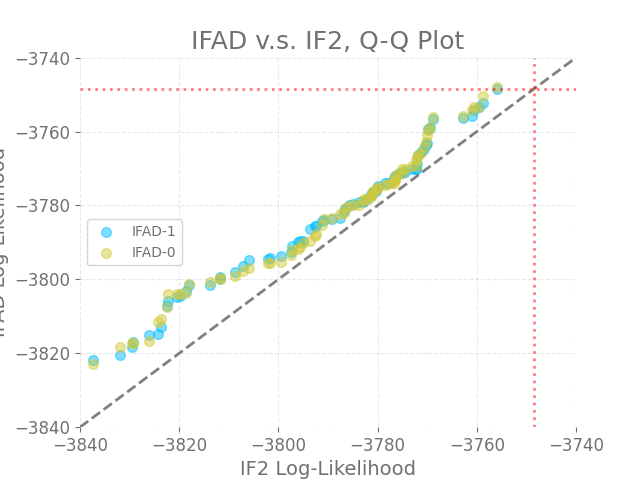 IFAD v.s. IF2, Q-Q Plot
−3740
−3760
−3780
−3800
−3820
−3840
IFAD-1
IFAD-0
−3840 −3820 −3800 −3780 −3760 −3740
IF2 Log-Likelihood
IFAD Log-Likelihood